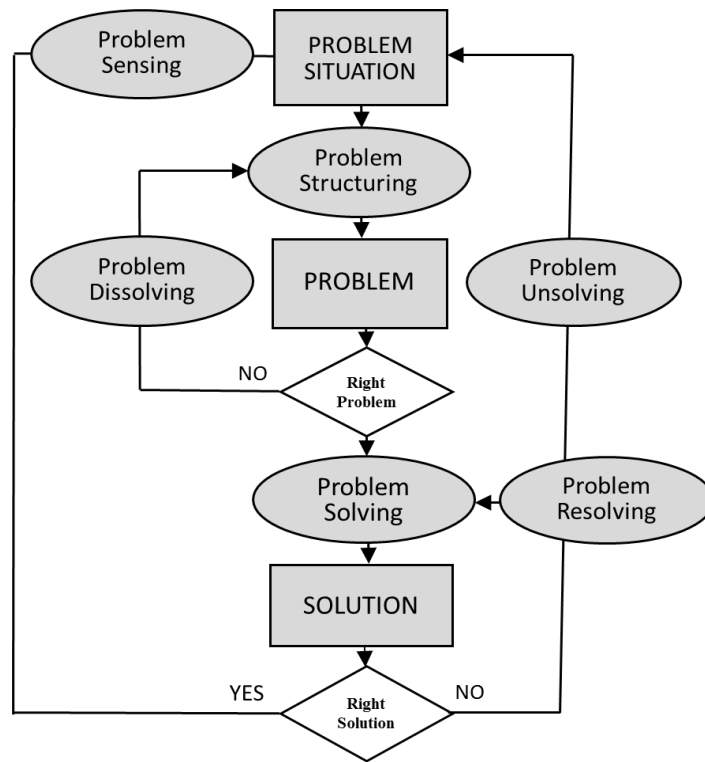 Problem
Sensing
PROBLEM
SITUATION
Problem
Structuring
Problem
Dissolving
PROBLEM
Problem
Unsolving
NO
Right
Problem
Problem
Solving
Problem
Resolving
SOLUTION
YES
Right
Solution
NO